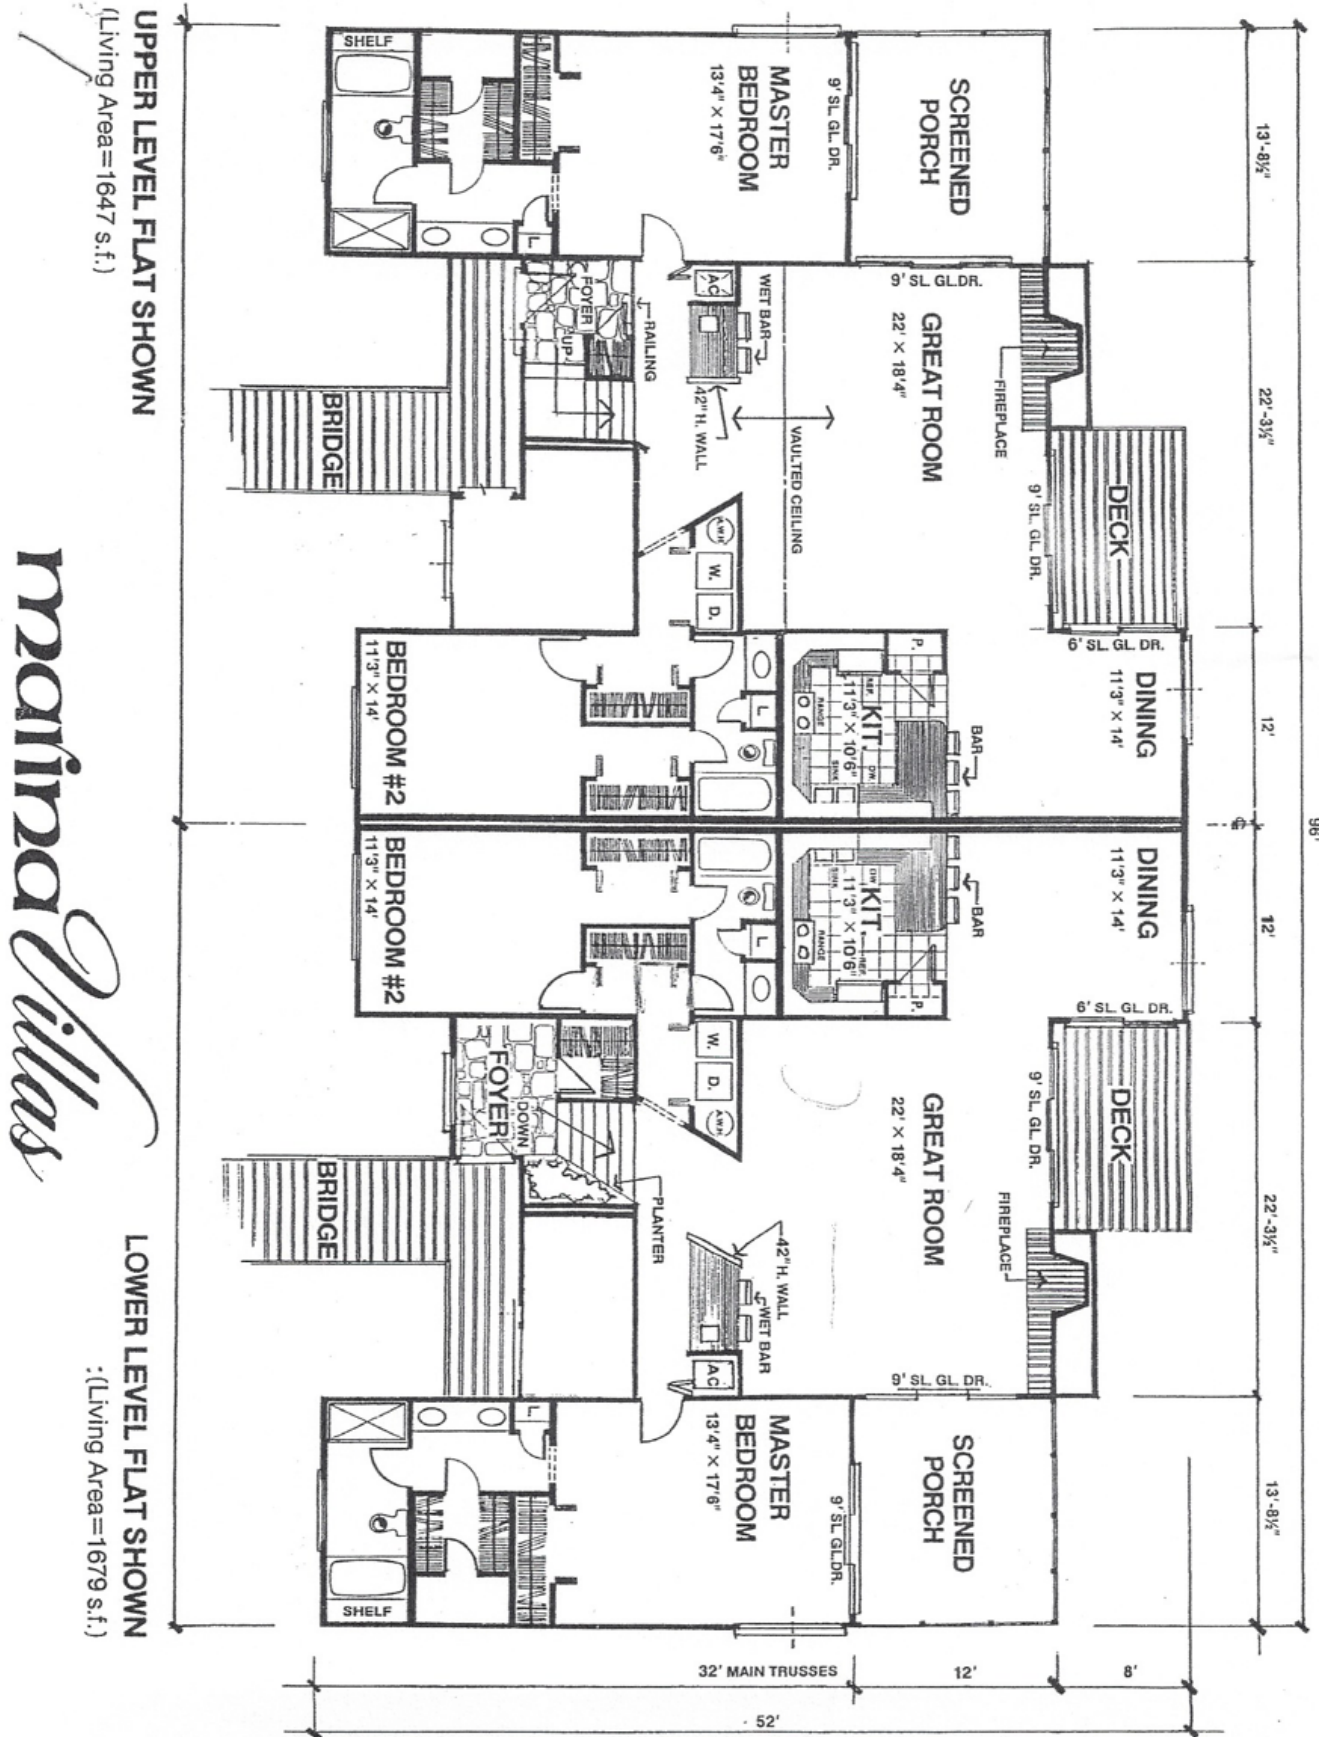 96'
13'-8½"
22'-3½"
12'
12'
22'-3½"
13'-8½"
SCREENED
PORCH
9' SL. GL. DR.
MASTER
BEDROOM
13'4" × 17'6"
SHELF
L.
9' SL. GL.DR.
FIREPLACE
GREAT ROOM
22' × 18'4"
VAULTED CEILING
WET BAR
AC
42" H. WALL
RAILING
FOYER
UP
BRIDGE
DECK
9' SL. GL. DR.
6' SL. GL. DR.
A.W.H.
W.
D.
DINING
11'3" × 14'
BAR
P.
KIT.
11'3" × 10'6"
REF.
RANGE
DW.
SINK
L.
BEDROOM #2
11'3" × 14'
DINING
11'3" × 14'
BAR
KIT.
11'3" × 10'6"
DW.
SINK
REF.
RANGE
P.
L.
BEDROOM #2
11'3" × 14'
6' SL. GL. DR.
DECK
9' SL. GL. DR.
GREAT ROOM
22' × 18'4"
FIREPLACE
W.
D.
A.W.H.
FOYER
DOWN
PLANTER
BRIDGE
42" H. WALL
WET BAR
AC
9' SL. GL. DR.
SCREENED
PORCH
9' SL. GL.DR.
MASTER
BEDROOM
13'4" × 17'6"
L.
SHELF
8'
12'
32' MAIN TRUSSES
52'
UPPER LEVEL FLAT SHOWN
(Living Area=1647 s.f.)
marina Villas
LOWER LEVEL FLAT SHOWN
:(Living Area=1679 s.f.)